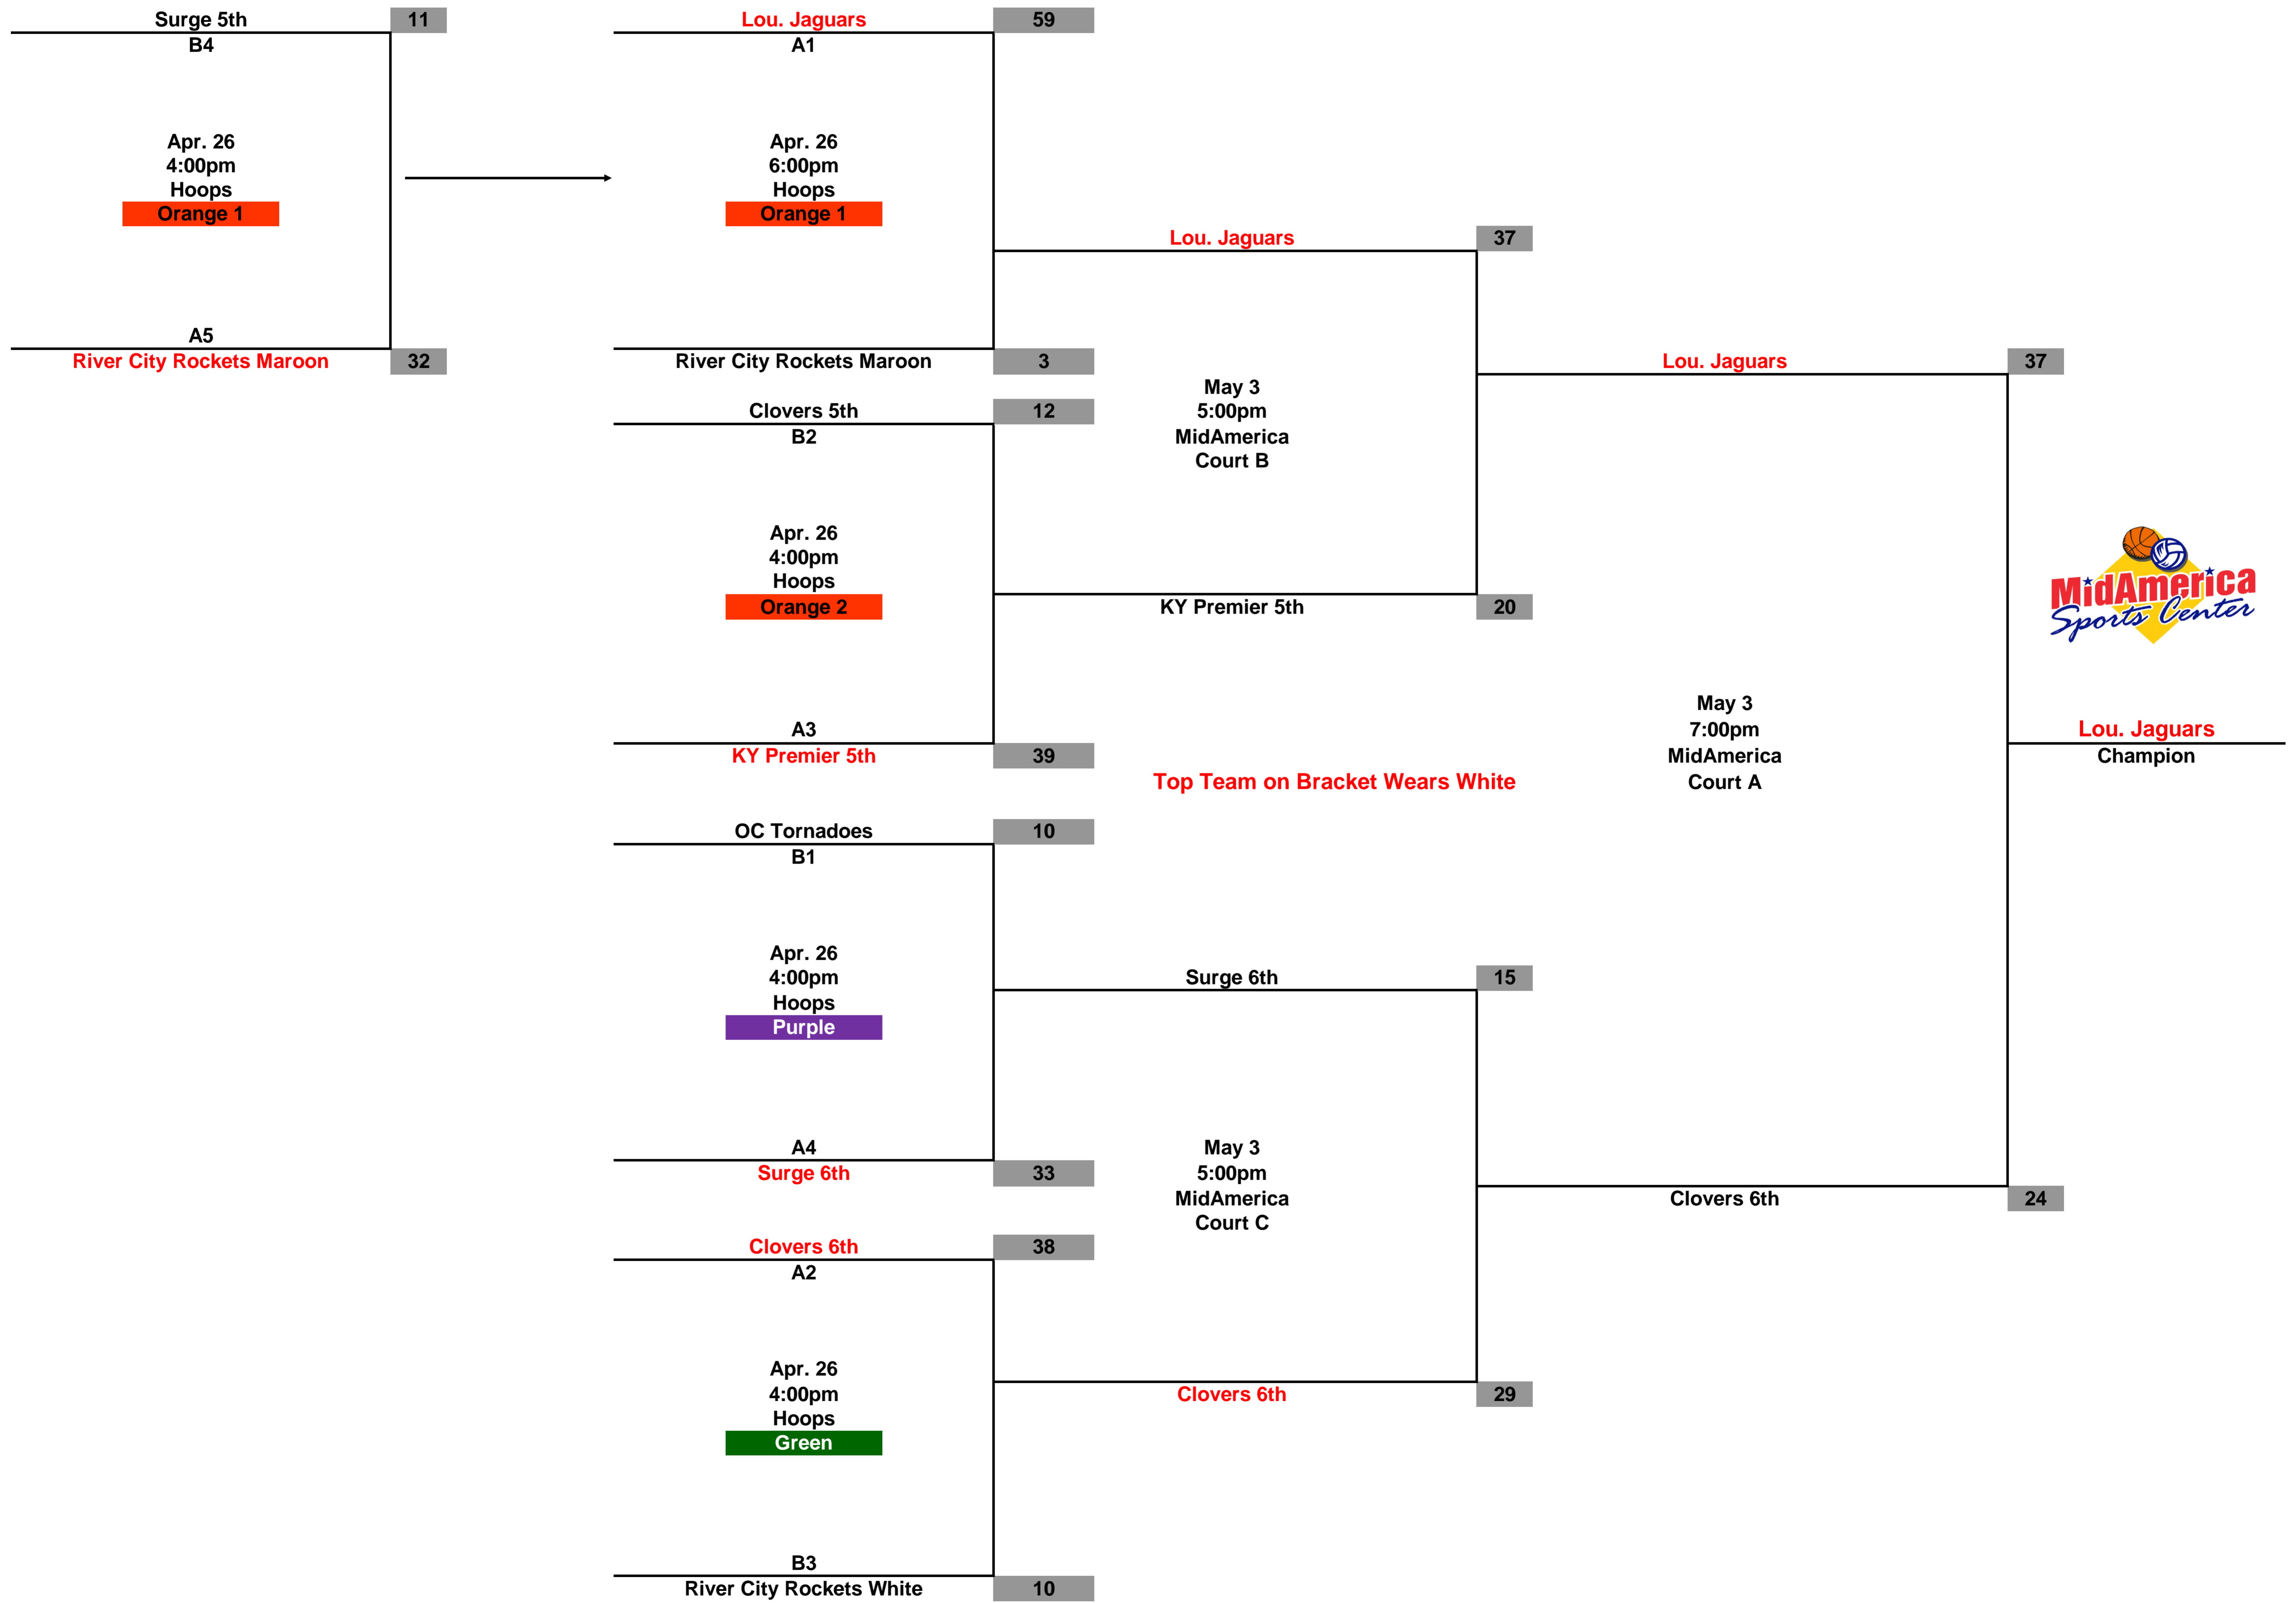 Surge 5th 11
B4
Apr. 26
4:00pm
Hoops
Orange 1
A5
River City Rockets Maroon 32
Lou. Jaguars 59
A1
Apr. 26
6:00pm
Hoops
Orange 1
River City Rockets Maroon 3
Clovers 5th 12
B2
Apr. 26
4:00pm
Hoops
Orange 2
A3
KY Premier 5th 39
OC Tornadoes 10
B1
Apr. 26
4:00pm
Hoops
Purple
A4
Surge 6th 33
Clovers 6th 38
A2
Apr. 26
4:00pm
Hoops
Green
B3
River City Rockets White 10
Lou. Jaguars 37
May 3
5:00pm
MidAmerica
Court B
KY Premier 5th 20
Top Team on Bracket Wears White
Surge 6th 15
May 3
5:00pm
MidAmerica
Court C
Clovers 6th 29
Lou. Jaguars 37
May 3
7:00pm
MidAmerica
Court A
Clovers 6th 24
MidAmerica
Sports Center
Lou. Jaguars
Champion